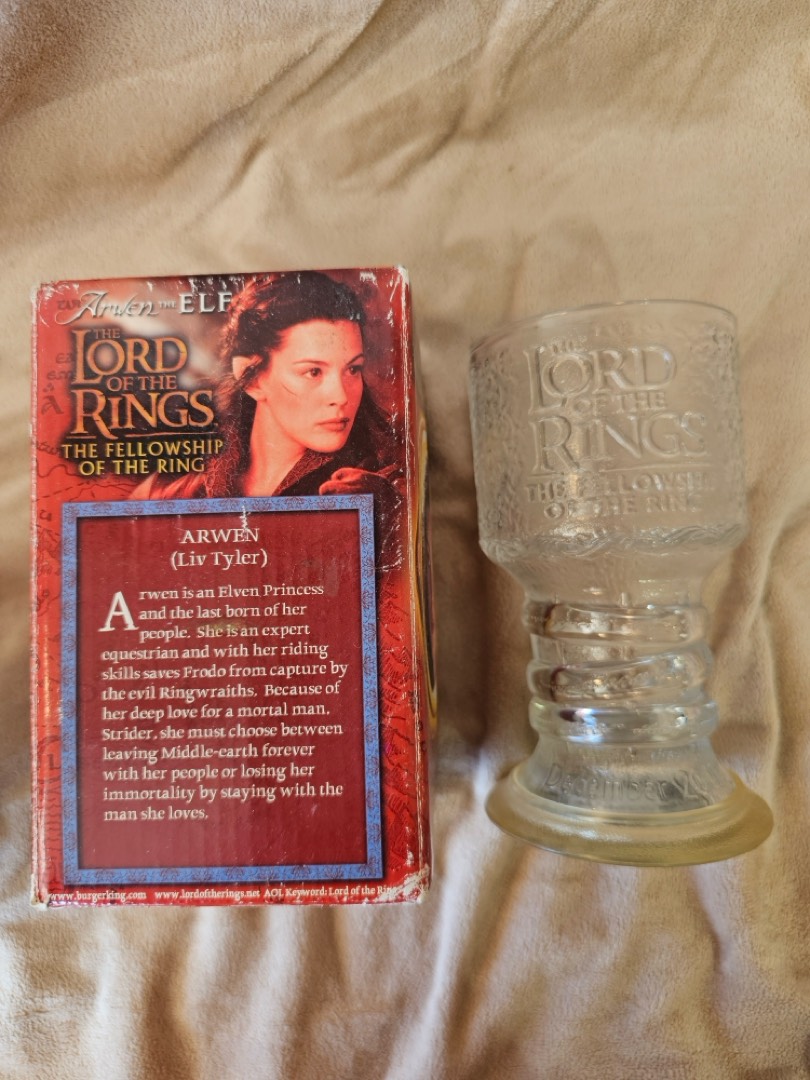 Arwen THE ELF
THE
LORD
OF THE
RINGS
THE FELLOWSHIP
OF THE RING
ARWEN
(Liv Tyler)
Arwen is an Elven Princess
and the last born of her
people. She is an expert
equestrian and with her riding
skills saves Frodo from capture by
the evil Ringwraiths. Because of
her deep love for a mortal man,
Strider, she must choose between
leaving Middle-earth forever
with her people or losing her
immortality by staying with the
man she loves.
www.burgerking.com www.lordoftherings.net AOL Keyword: Lord of the Rings
THE
LORD
OF THE
RINGS
THE FELLOWSHIP
OF THE RING
December